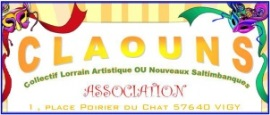 CLAOUNS
Collectif Lorrain Artistique OU Nouveaux Saltimbanques
ASSOCIATION
1, place Poirier du Chat 57640 VIGY